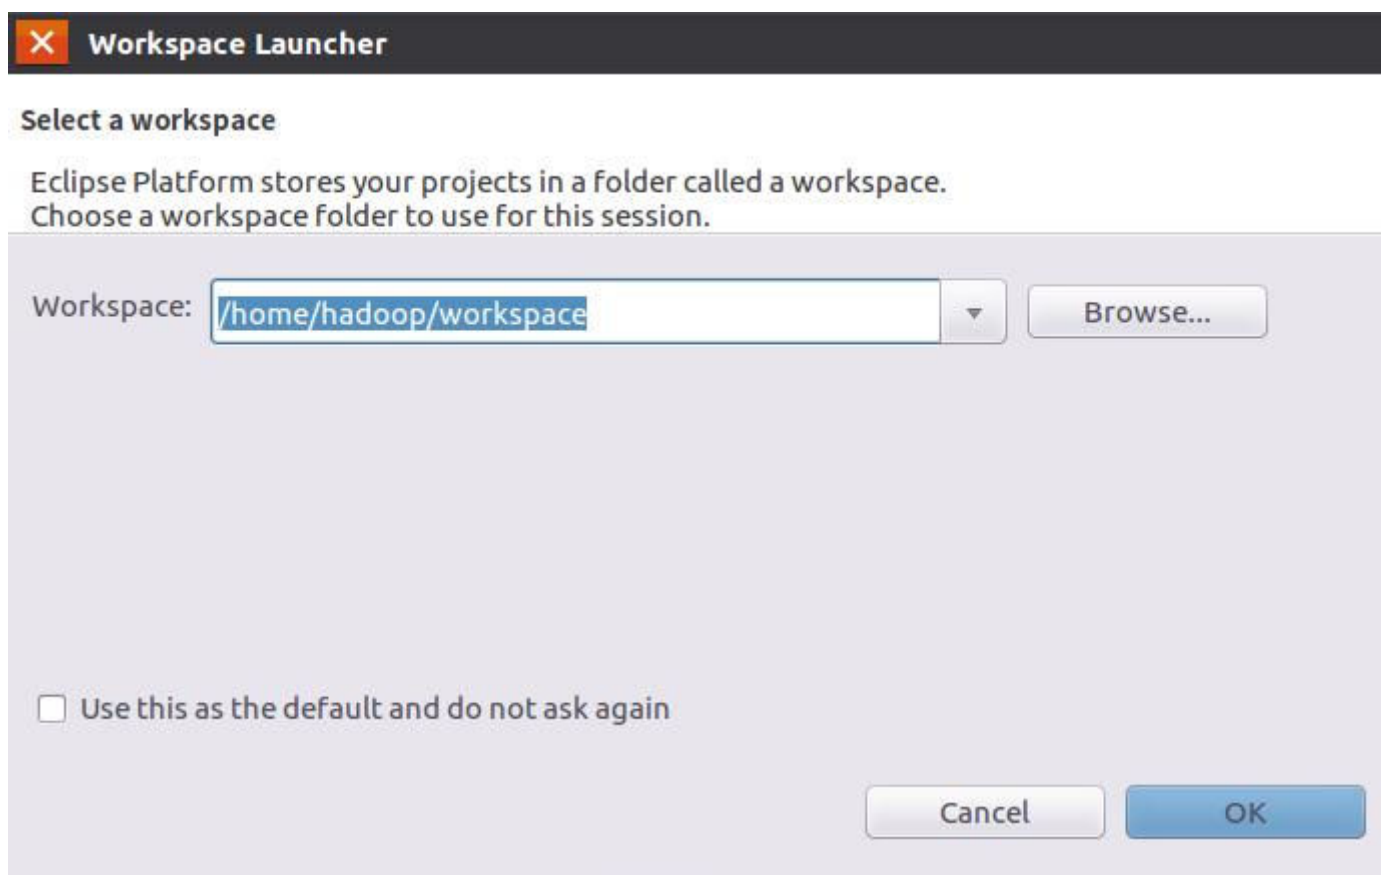 Workspace Launcher
Select a workspace
Eclipse Platform stores your projects in a folder called a workspace.
Choose a workspace folder to use for this session.
Workspace: /home/hadoop/workspace Browse...
Use this as the default and do not ask again
Cancel OK